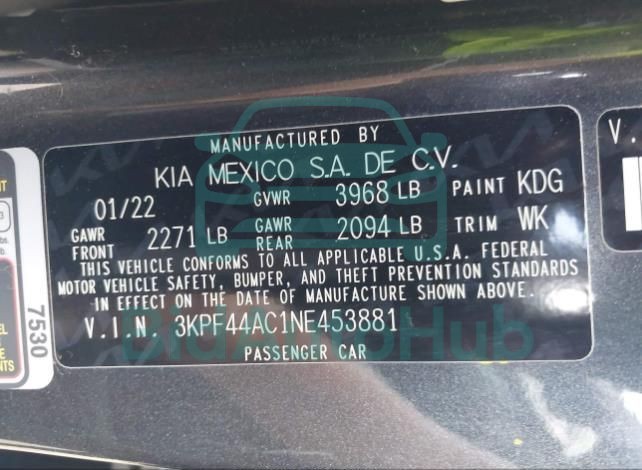 MANUFACTURED BY
KIA MEXICO S.A. DE C.V.
01/22 GVWR 3968 LB PAINT KDG
GAWR FRONT 2271 LB GAWR REAR 2094 LB TRIM WK
THIS VEHICLE CONFORMS TO ALL APPLICABLE U.S.A. FEDERAL
MOTOR VEHICLE SAFETY, BUMPER, AND THEFT PREVENTION STANDARDS
IN EFFECT ON THE DATE OF MANUFACTURE SHOWN ABOVE.
V.I.N. 3KPF44AC1NE453881
PASSENGER CAR
7530
BidAutoHub
V.